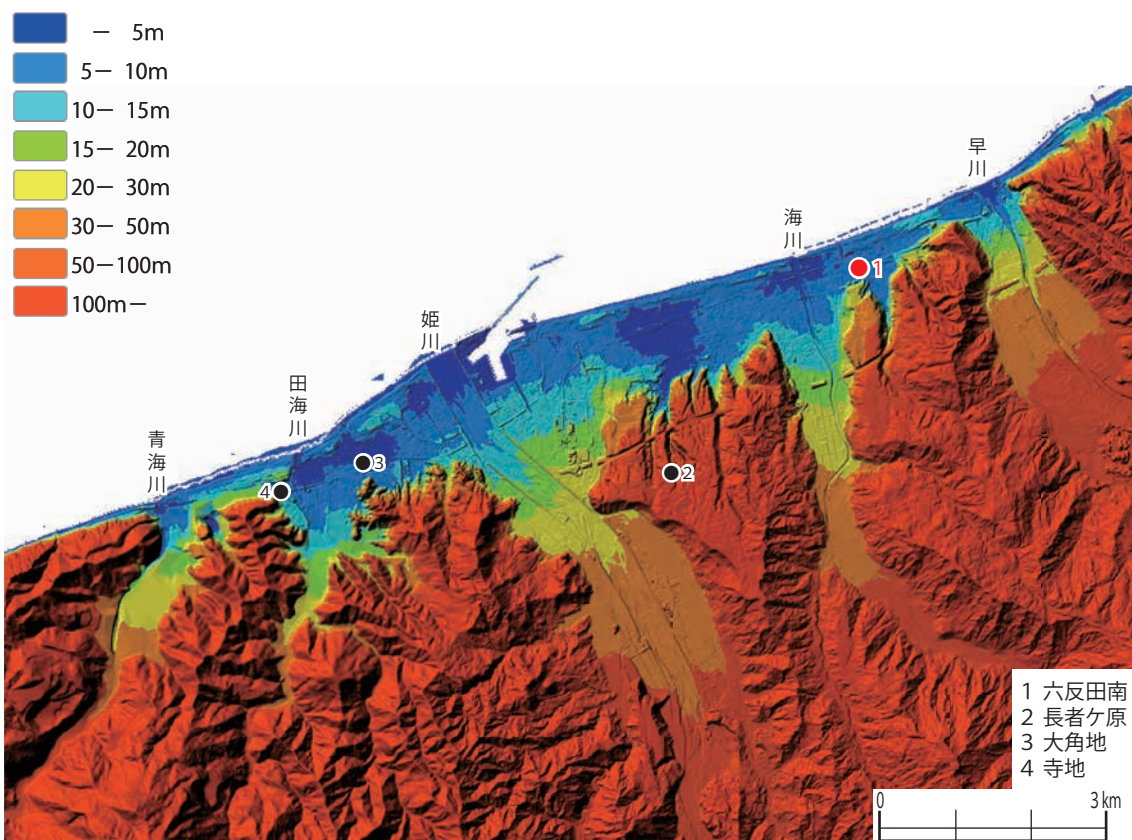 － 5m
5－ 10m
10－ 15m
15－ 20m
20－ 30m
30－ 50m
50－100m
100m－
早川
海川
1
姫川
田海川
青海川
3
2
4
1 六反田南
2 長者ケ原
3 大角地
4 寺地
0 3km